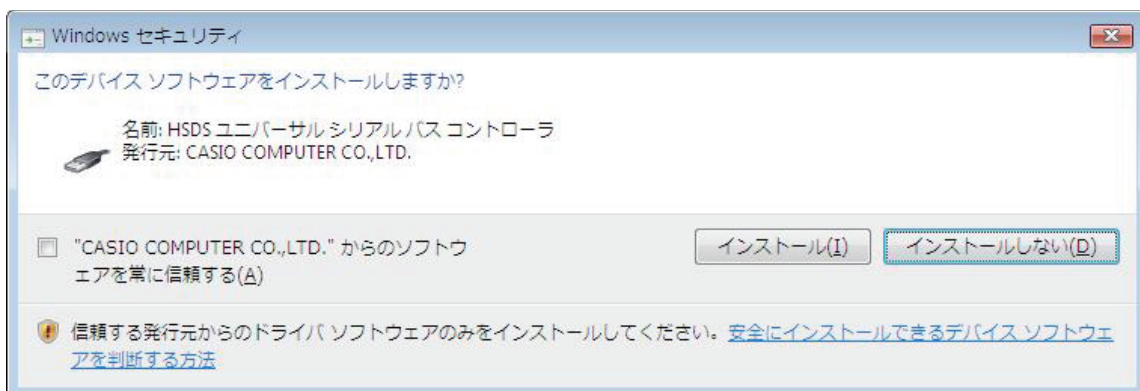 Windows セキュリティ
このデバイス ソフトウェアをインストールしますか?
名前: HSDS ユニバーサル シリアル バス コントローラ
発行元: CASIO COMPUTER CO.,LTD.
"CASIO COMPUTER CO.,LTD." からのソフトウ
ェアを常に信頼する(A)
インストール(I)
インストールしない(D)
信頼する発行元からのドライバ ソフトウェアのみをインストールしてください。安全にインストールできるデバイス ソフトウェ
アを判断する方法